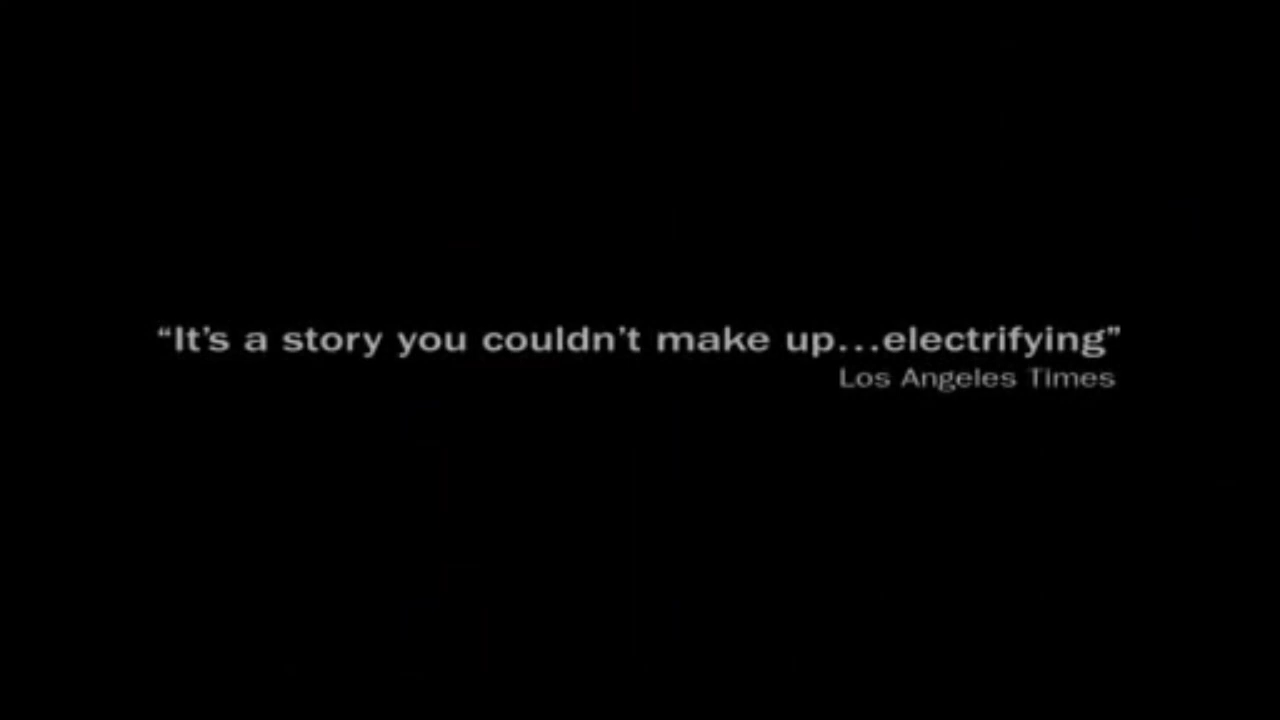 “It’s a story you couldn’t make up...electrifying”
Los Angeles Times